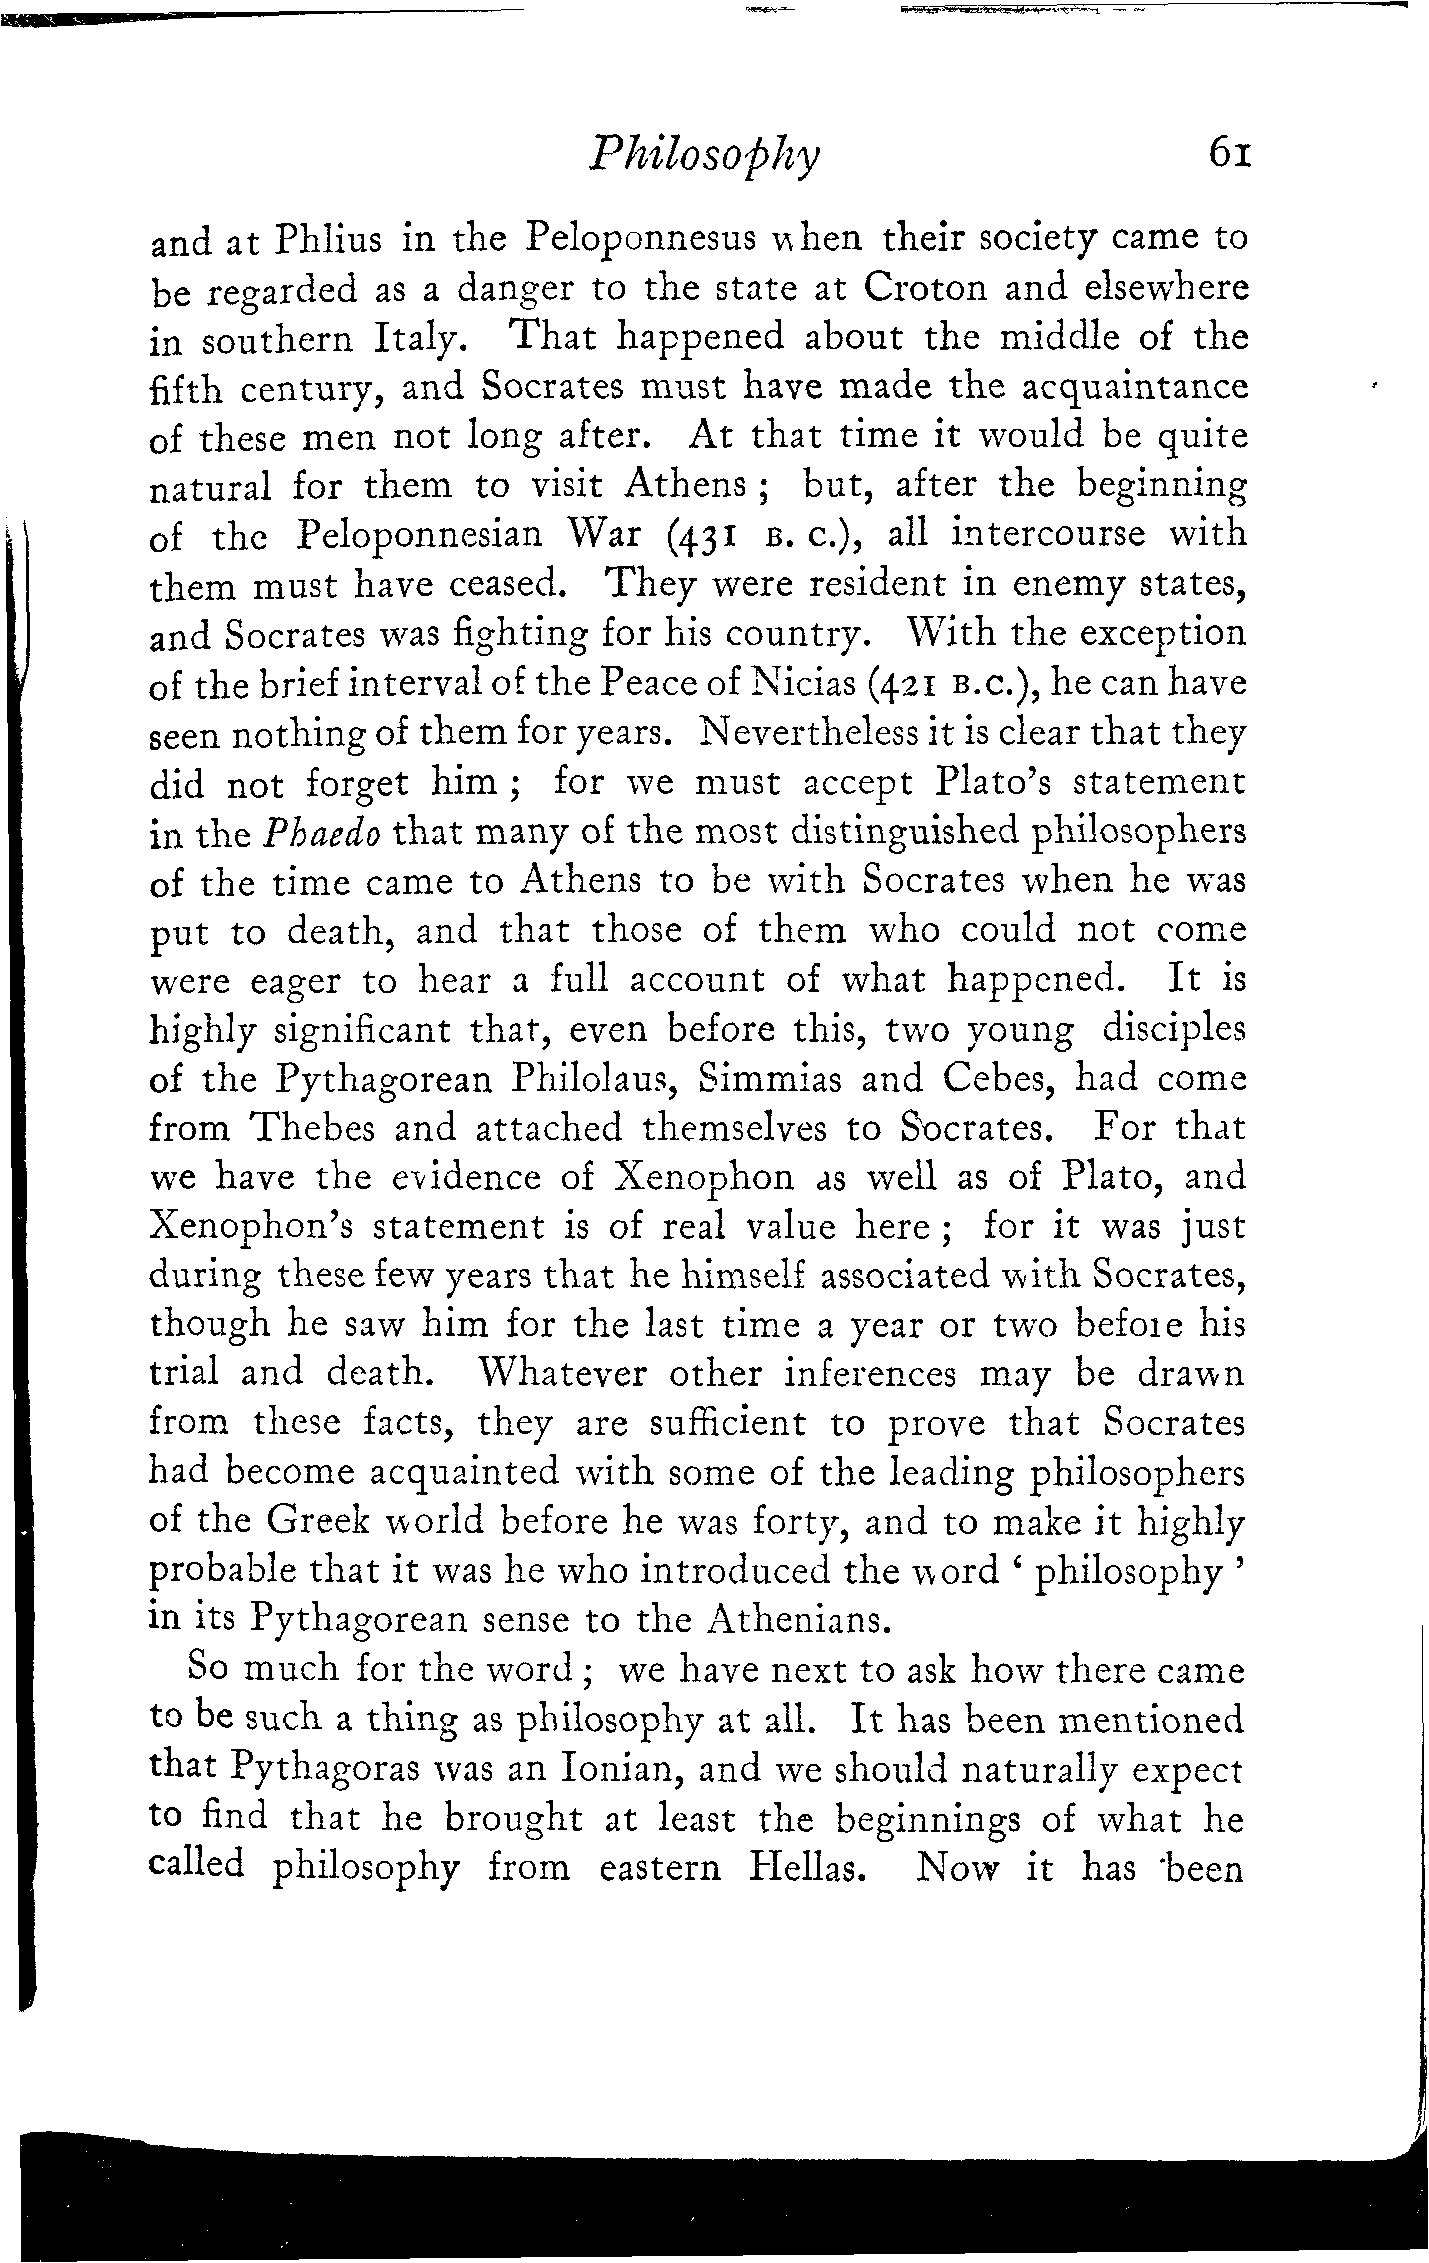 Philosophy 61
and at Phlius in the Peloponnesus when their society came to
be regarded as a danger to the state at Croton and elsewhere
in southern Italy. That happened about the middle of the
fifth century, and Socrates must have made the acquaintance
of these men not long after. At that time it would be quite
natural for them to visit Athens ; but, after the beginning
of the Peloponnesian War (431 B. C.), all intercourse with
them must have ceased. They were resident in enemy states,
and Socrates was fighting for his country. With the exception
of the brief interval of the Peace of Nicias (421 B.C.), he can have
seen nothing of them for years. Nevertheless it is clear that they
did not forget him ; for we must accept Plato's statement
in the Phaedo that many of the most distinguished philosophers
of the time came to Athens to be with Socrates when he was
put to death, and that those of them who could not come
were eager to hear a full account of what happened. It is
highly significant that, even before this, two young disciples
of the Pythagorean Philolaus, Simmias and Cebes, had come
from Thebes and attached themselves to Socrates. For that
we have the evidence of Xenophon as well as of Plato, and
Xenophon's statement is of real value here ; for it was just
during these few years that he himself associated with Socrates,
though he saw him for the last time a year or two before his
trial and death. Whatever other inferences may be drawn
from these facts, they are sufficient to prove that Socrates
had become acquainted with some of the leading philosophers
of the Greek world before he was forty, and to make it highly
probable that it was he who introduced the word ‘ philosophy ’
in its Pythagorean sense to the Athenians.
So much for the word ; we have next to ask how there came
to be such a thing as philosophy at all. It has been mentioned
that Pythagoras was an Ionian, and we should naturally expect
to find that he brought at least the beginnings of what he
called philosophy from eastern Hellas. Now it has been